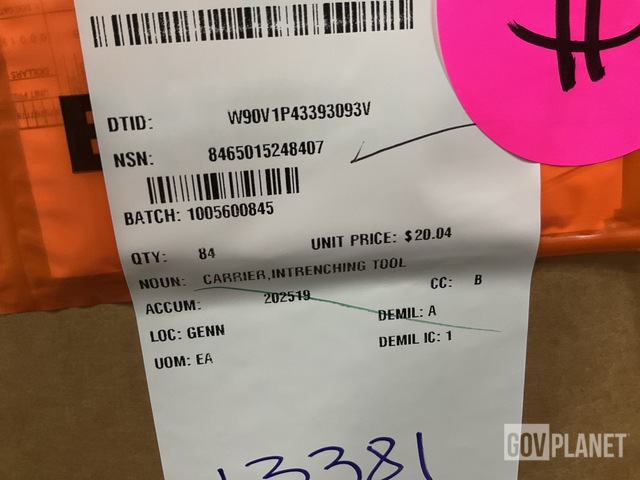 DTID: W90V1P43393093V
NSN: 8465015248407
BATCH: 1005600845
QTY: 84 UNIT PRICE: $20.04
NOUN: CARRIER,INTRENCHING TOOL
ACCUM: 202519 CC: B
LOC: GENN DEMIL: A
UOM: EA DEMIL IC: 1
13381
GOVPLANET